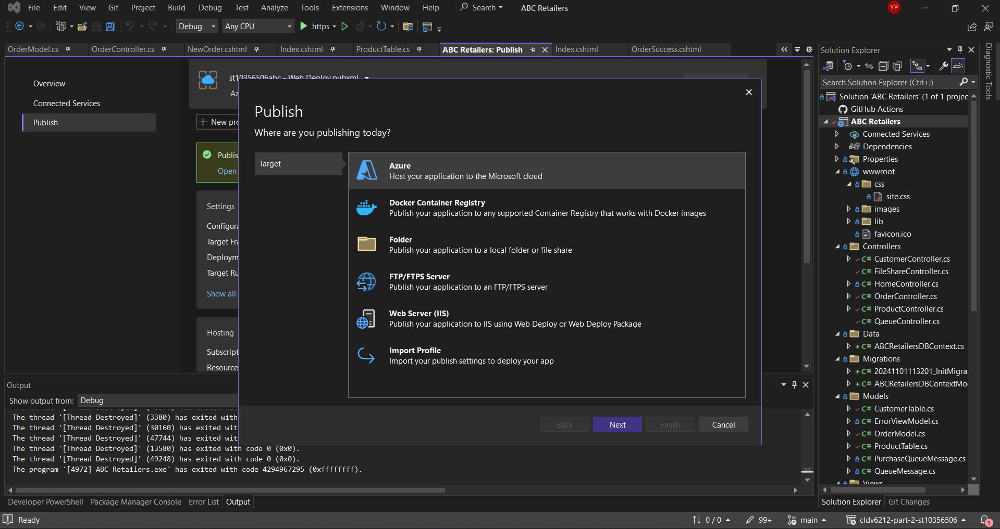 File Edit View Git Project Build Debug Test Analyze Tools Extensions Window Help Search ABC Retailers YP
Debug Any CPU https
OrderModel.cs OrderController.cs NewOrder.cshtml Index.cshtml ProductTable.cs ABC Retailers: Publish Index.cshtml OrderSuccess.cshtml
Overview
Connected Services
Publish
st10356506abc - Web Deploy.pubxml
Az
New pro
Publis
Open
Settings
Configura
Target Fra
Deploym
Target Ru
Show all
Hosting
Subscript
Resource
Publish
Where are you publishing today?
Target
Azure
Host your application to the Microsoft cloud
Docker Container Registry
Publish your application to any supported Container Registry that works with Docker images
Folder
Publish your application to a local folder or file share
FTP/FTPS Server
Publish your application to an FTP/FTPS server
Web Server (IIS)
Publish your application to IIS using Web Deploy or Web Deploy Package
Import Profile
Import your publish settings to deploy your app
Back Next Finish Cancel
Output
Show output from: Debug
The thread '[Thread Destroyed]' (3380) has exited with
The thread '[Thread Destroyed]' (30160) has exited wit
The thread '[Thread Destroyed]' (47744) has exited wit
The thread '[Thread Destroyed]' (13580) has exited with code 0 (0x0).
The thread '[Thread Destroyed]' (49248) has exited with code 0 (0x0).
The program '[4972] ABC Retailers.exe' has exited with code 4294967295 (0xffffffff).
Developer PowerShell Package Manager Console Error List Output
Solution Explorer
Search Solution Explorer (Ctrl+;)
Solution 'ABC Retailers' (1 of 1 projec
GitHub Actions
ABC Retailers
Connected Services
Dependencies
Properties
wwwroot
css
site.css
images
lib
favicon.ico
Controllers
C# CustomerController.cs
C# FileShareController.cs
C# HomeController.cs
C# OrderController.cs
C# ProductController.cs
C# QueueController.cs
Data
C# ABCRetailersDBContext.cs
Migrations
C# 20241101113201_InitMigrat
C# ABCRetailersDBContextMo
Models
C# CustomerTable.cs
C# ErrorViewModel.cs
C# OrderModel.cs
C# ProductTable.cs
C# PurchaseQueueMessage.cs
C# QueueMessage.cs
Views
Solution Explorer Git Changes
Diagnostic Tools
Ready 0 / 0 99+ main cldv6212-part-2-st10356506 1